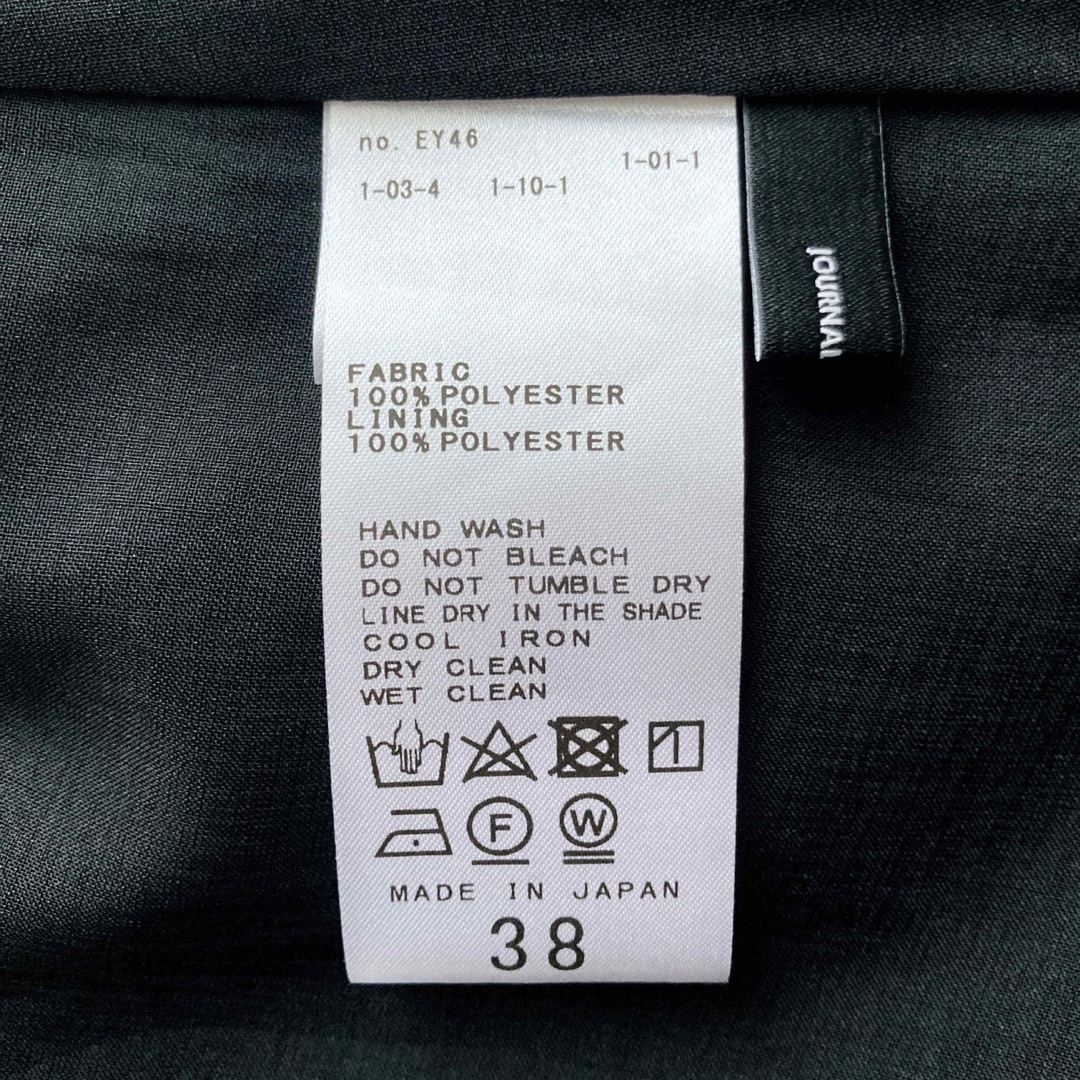 no. EY46
1-01-1
1-03-4 1-10-1
FABRIC
100% POLYESTER
LINING
100% POLYESTER
HAND WASH
DO NOT BLEACH
DO NOT TUMBLE DRY
LINE DRY IN THE SHADE
COOL IRON
DRY CLEAN
WET CLEAN
F W
MADE IN JAPAN
38